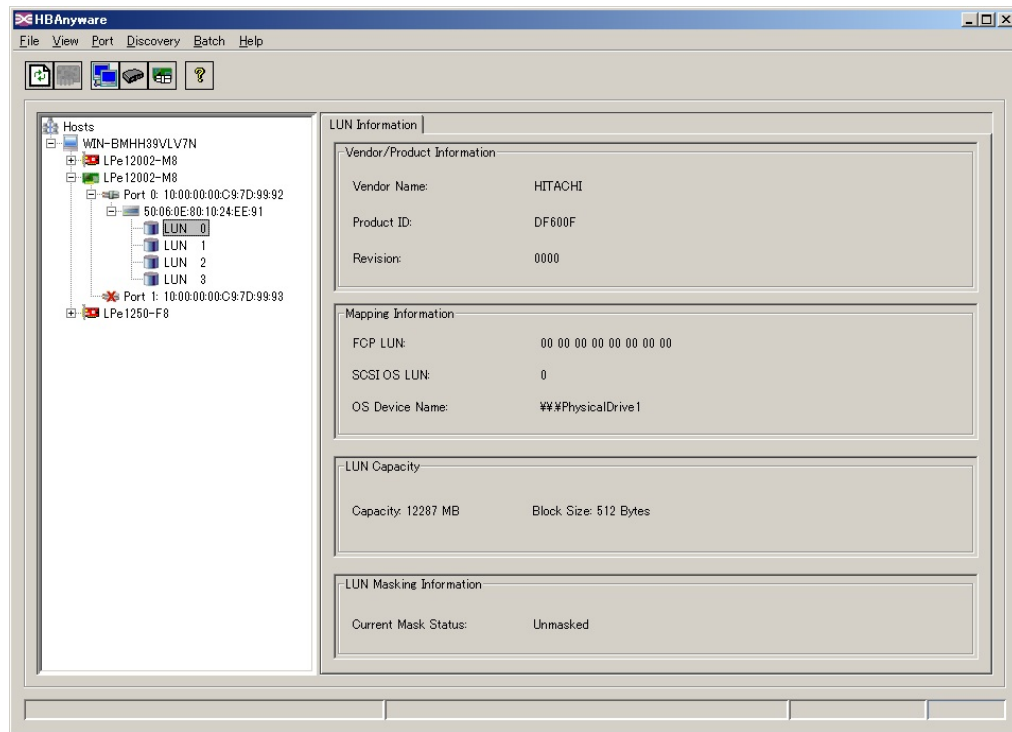 HBAnyware
File View Port Discovery Batch Help
Hosts
WIN-BMHH39VLV7N
LPe12002-M8
LPe12002-M8
Port 0: 10:00:00:00:C9:7D:99:92
50:06:0E:80:10:24:EE:91
LUN 0
LUN 1
LUN 2
LUN 3
Port 1: 10:00:00:00:C9:7D:99:93
LPe1250-F8
LUN Information
Vendor/Product Information
Vendor Name: HITACHI
Product ID: DF600F
Revision: 0000
Mapping Information
FCP LUN: 00 00 00 00 00 00 00 00
SCSI OS LUN: 0
OS Device Name: ¥¥.¥PhysicalDrive1
LUN Capacity
Capacity: 12287 MB Block Size: 512 Bytes
LUN Masking Information
Current Mask Status: Unmasked